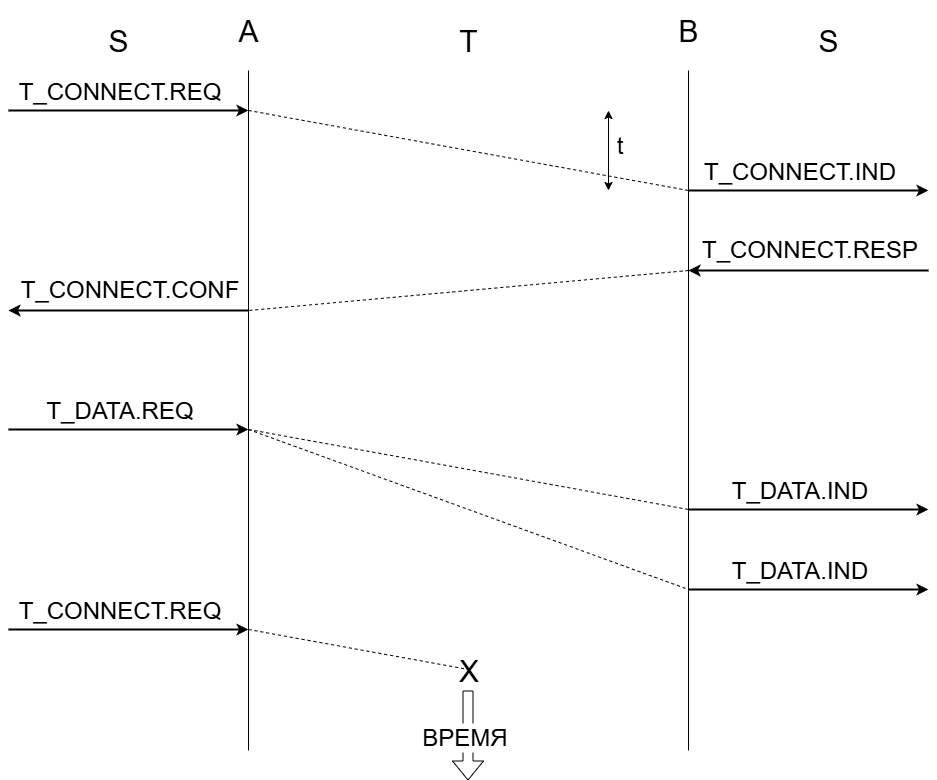 S
A
T
B
S
T_CONNECT.REQ
t
T_CONNECT.IND
T_CONNECT.RESP
T_CONNECT.CONF
T_DATA.REQ
T_DATA.IND
T_DATA.IND
T_CONNECT.REQ
X
ВРЕМЯ